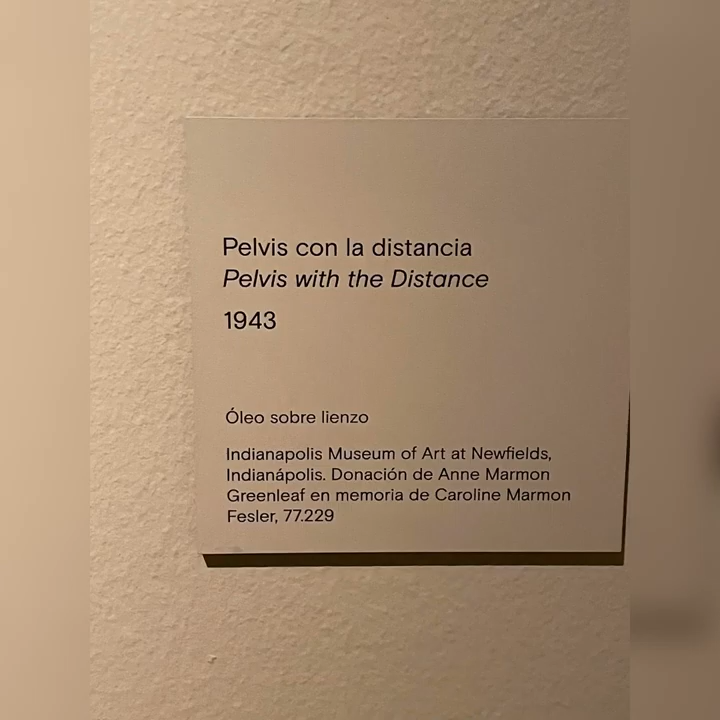 Pelvis con la distancia
Pelvis with the Distance
1943
Óleo sobre lienzo
Indianapolis Museum of Art at Newfields,
Indianápolis. Donación de Anne Marmon
Greenleaf en memoria de Caroline Marmon
Fesler, 77.229